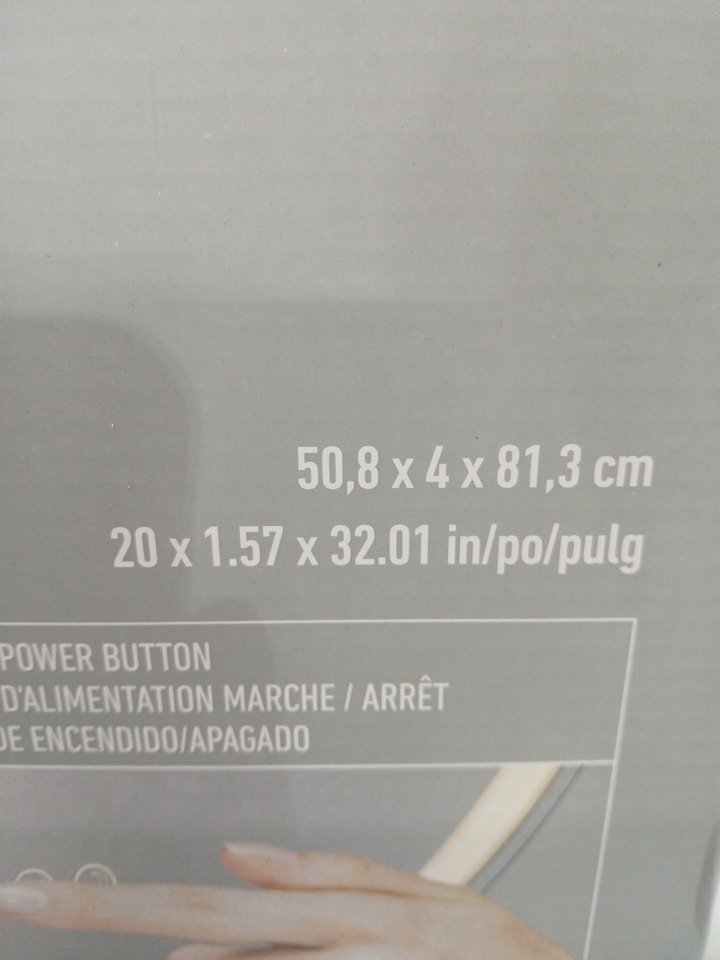 50,8 x 4 x 81,3 cm
20 x 1.57 x 32.01 in/po/pulg
POWER BUTTON
D'ALIMENTATION MARCHE / ARRÊT
DE ENCENDIDO/APAGADO